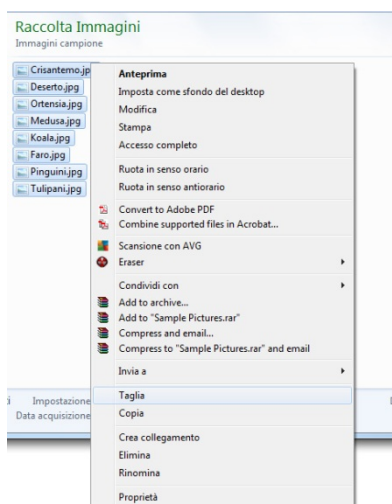 Raccolta Immagini
Immagini campione
Crisantemo.jp
Deserto.jpg
Ortensia.jpg
Medusa.jpg
Koala.jpg
Faro.jpg
Pinguini.jpg
Tulipani.jpg
Anteprima
Imposta come sfondo del desktop
Modifica
Stampa
Accesso completo
Ruota in senso orario
Ruota in senso antiorario
Convert to Adobe PDF
Combine supported files in Acrobat...
Scansione con AVG
Eraser
Condividi con
Add to archive...
Add to "Sample Pictures.rar"
Compress and email...
Compress to "Sample Pictures.rar" and email
Invia a
Taglia
Copia
Crea collegamento
Elimina
Rinomina
Proprietà
Impostazione
Data acquisizione